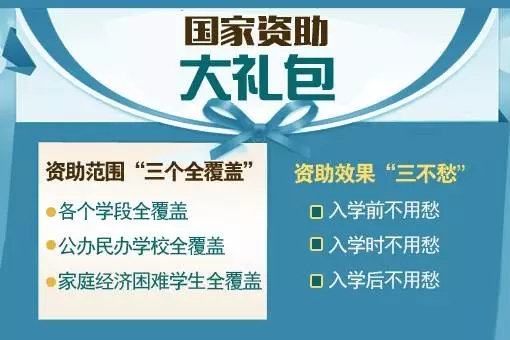 国家资助
大礼包
资助范围“三个全覆盖”
各个学段全覆盖
公办民办学校全覆盖
家庭经济困难学生全覆盖
资助效果“三不愁”
入学前不用愁
入学时不用愁
入学后不用愁